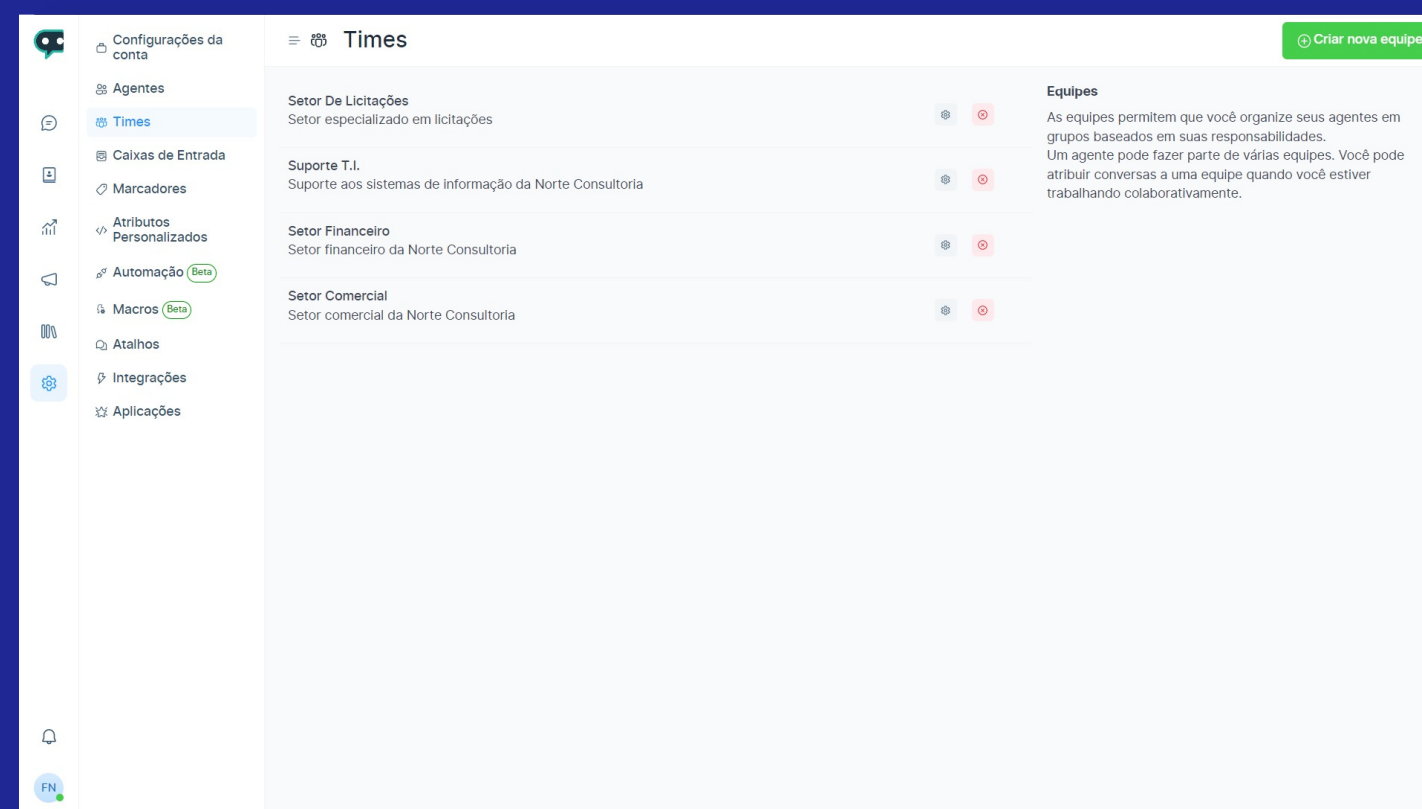 Configurações da
conta
Agentes
Times
Caixas de Entrada
Marcadores
Atributos
Personalizados
Automação Beta
Macros Beta
Atalhos
Integrações
Aplicações
FN
Times
Criar nova equipe
Setor De Licitações
Setor especializado em licitações
Suporte T.I.
Suporte aos sistemas de informação da Norte Consultoria
Setor Financeiro
Setor financeiro da Norte Consultoria
Setor Comercial
Setor comercial da Norte Consultoria
Equipes
As equipes permitem que você organize seus agentes em
grupos baseados em suas responsabilidades.
Um agente pode fazer parte de várias equipes. Você pode
atribuir conversas a uma equipe quando você estiver
trabalhando colaborativamente.